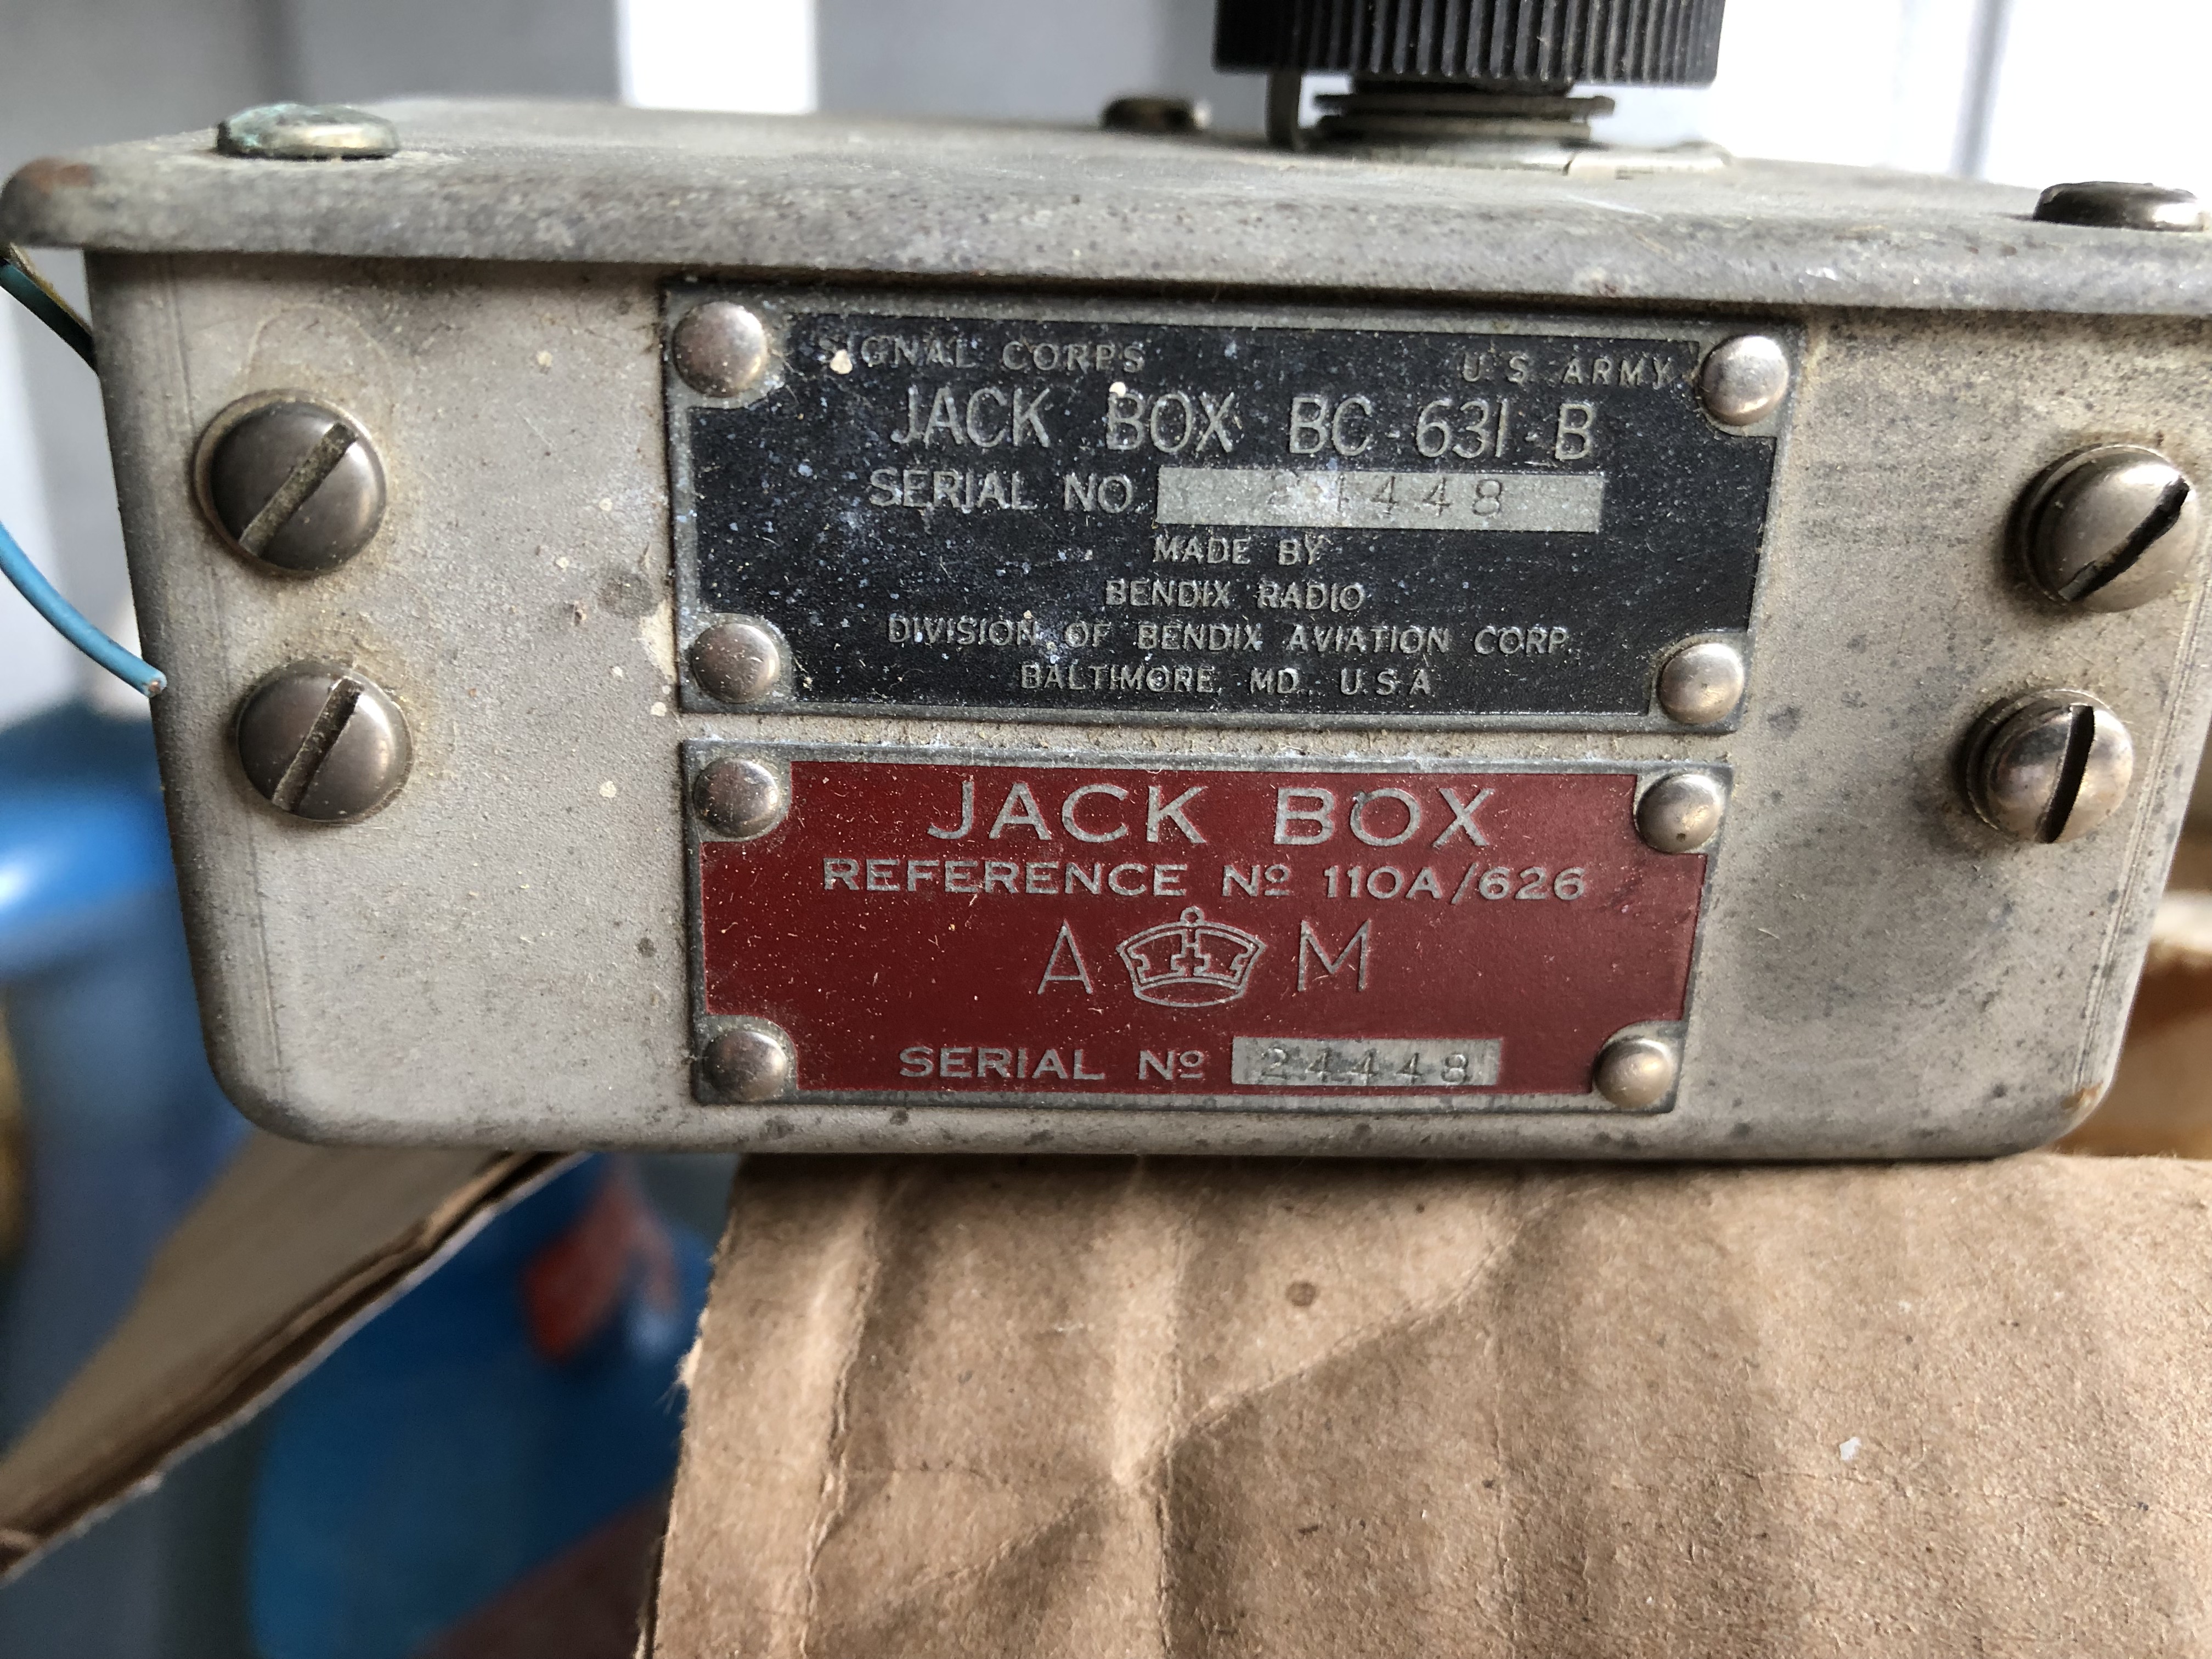 SIGNAL CORPS U.S. ARMY
JACK BOX BC-631-B
SERIAL NO. 24448
MADE BY
BENDIX RADIO
DIVISION OF BENDIX AVIATION CORP.
BALTIMORE, MD., U.S.A.
JACK BOX
REFERENCE Nº 110A/626
A M
SERIAL Nº 24448